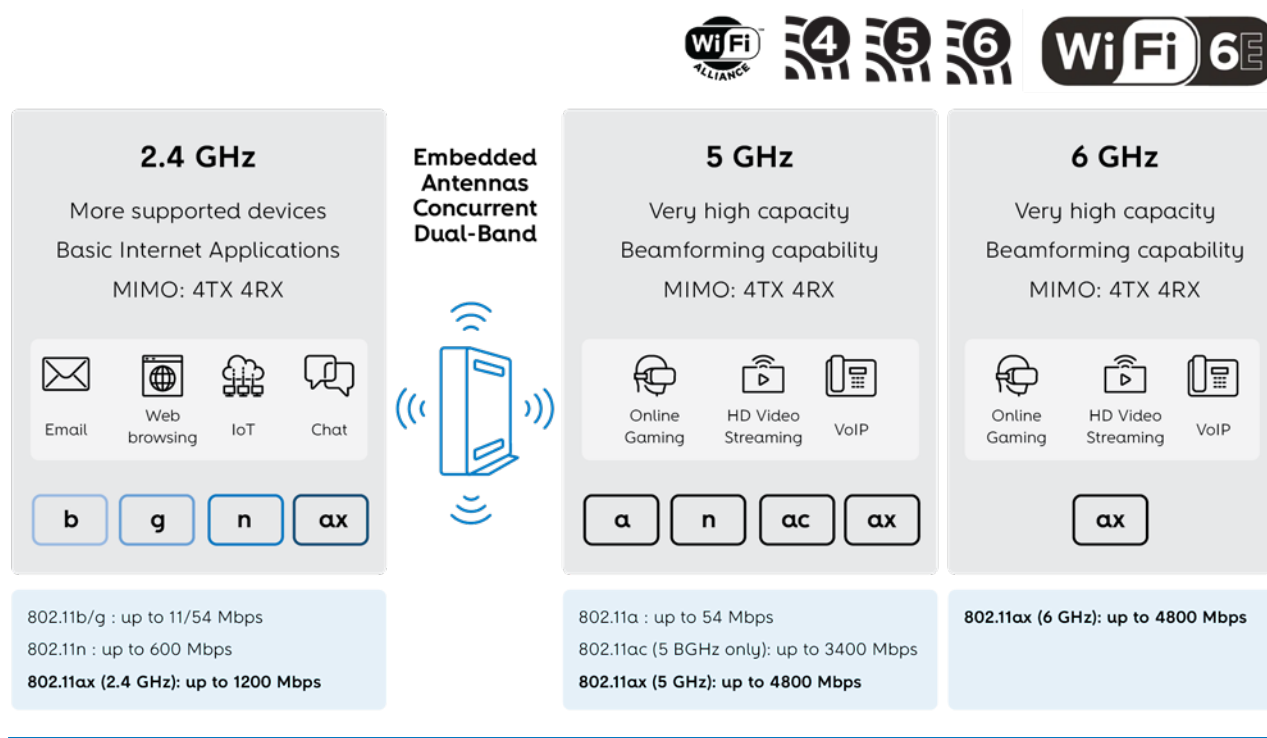 WiFi
ALLIANCE
4
5
6
WiFi 6E
2.4 GHz
More supported devices
Basic Internet Applications
MIMO: 4TX 4RX
Email
Web
browsing
IoT
Chat
b
g
n
ax
802.11b/g : up to 11/54 Mbps
802.11n : up to 600 Mbps
802.11ax (2.4 GHz): up to 1200 Mbps
Embedded
Antennas
Concurrent
Dual-Band
5 GHz
Very high capacity
Beamforming capability
MIMO: 4TX 4RX
Online
Gaming
HD Video
Streaming
VoIP
a
n
ac
ax
802.11a : up to 54 Mbps
802.11ac (5 BGHz only): up to 3400 Mbps
802.11ax (5 GHz): up to 4800 Mbps
6 GHz
Very high capacity
Beamforming capability
MIMO: 4TX 4RX
Online
Gaming
HD Video
Streaming
VoIP
ax
802.11ax (6 GHz): up to 4800 Mbps